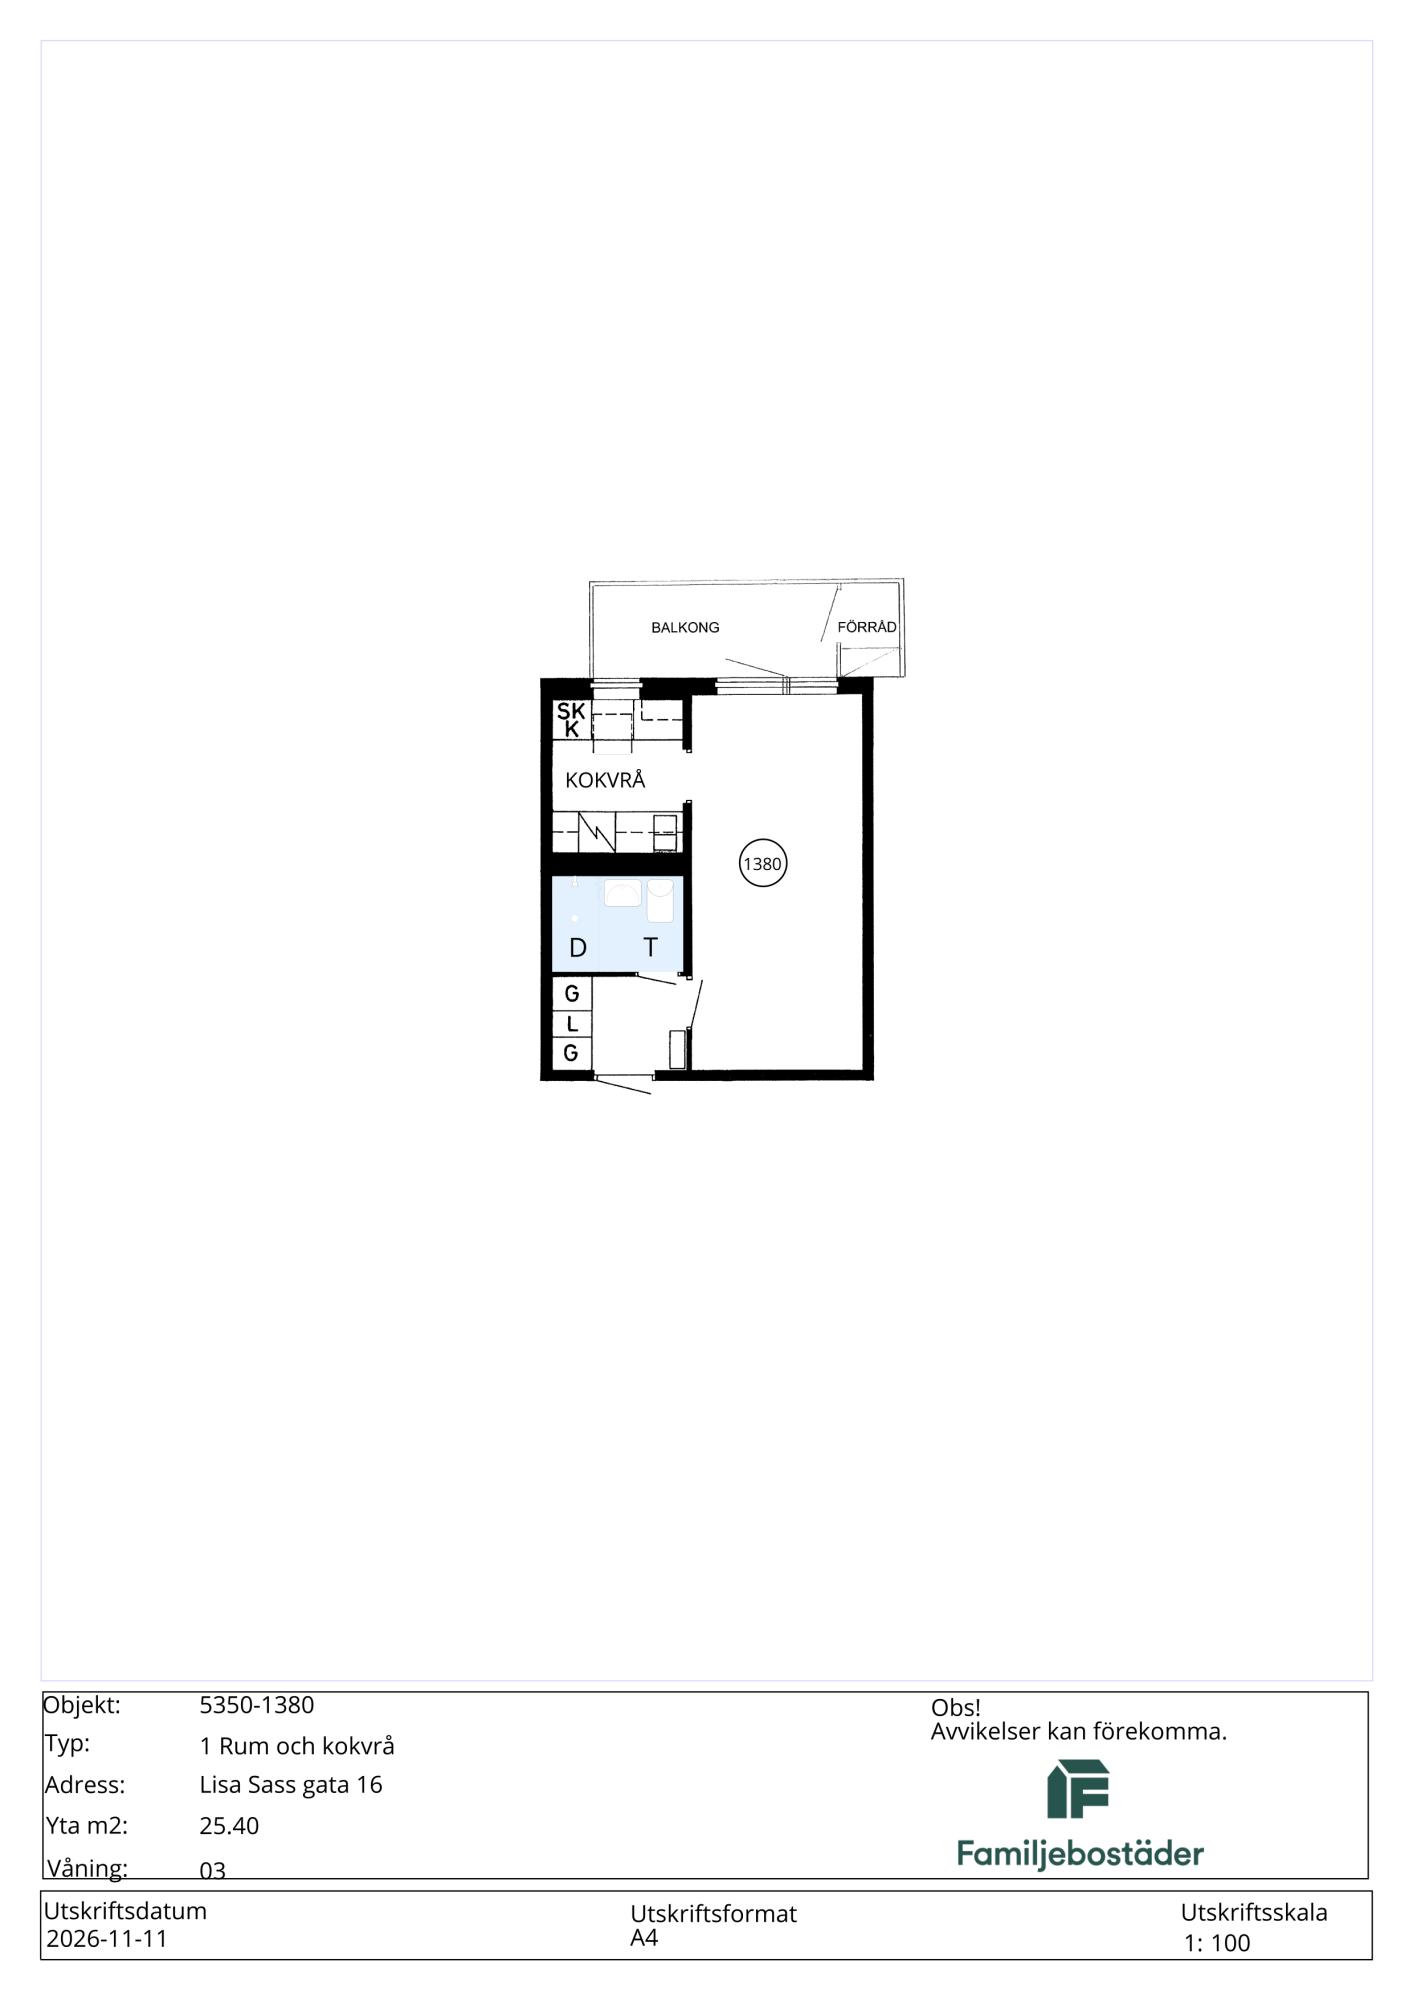 BALKONG
FÖRRÅD
SK
K
KOKVRÅ
1380
D T
G
L
G
Objekt: 5350-1380
Typ: 1 Rum och kokvrå
Adress: Lisa Sass gata 16
Yta m2: 25.40
Våning: 03
Obs!
Avvikelser kan förekomma.
Familjebostäder
Utskriftsdatum
2026-11-11
Utskriftsformat
A4
Utskriftsskala
1: 100